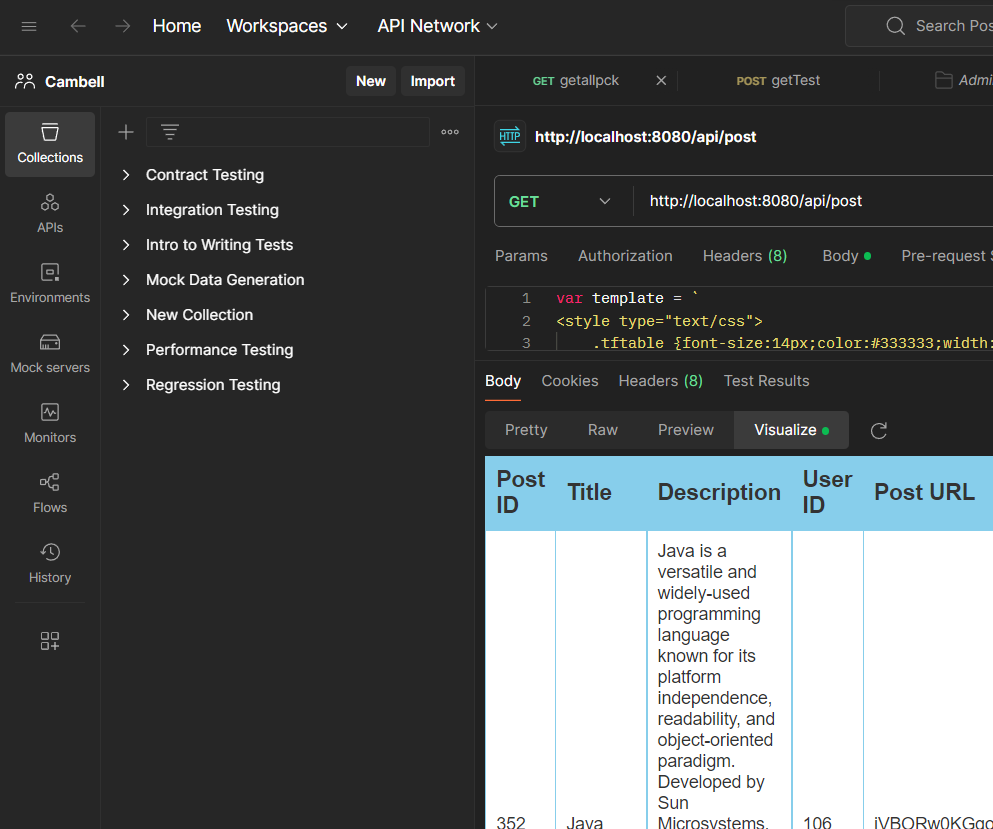 Home Workspaces API Network Search Pos
Cambell New Import
GET getallpck POST getTest Admi
Collections
APIs
Environments
Mock servers
Monitors
Flows
History
Contract Testing
Integration Testing
Intro to Writing Tests
Mock Data Generation
New Collection
Performance Testing
Regression Testing
HTTP http://localhost:8080/api/post
GET http://localhost:8080/api/post
Params Authorization Headers (8) Body Pre-request S
1 var template = `
2 <style type="text/css">
3 .tftable {font-size:14px;color:#333333;width:
Body Cookies Headers (8) Test Results
Pretty Raw Preview Visualize
Post ID Title Description User ID Post URL
Java is a
versatile and
widely-used
programming
language
known for its
platform
independence,
readability, and
object-oriented
paradigm.
Developed by
Sun
352 Java Microsystems, 106 iVBORw0KGgo